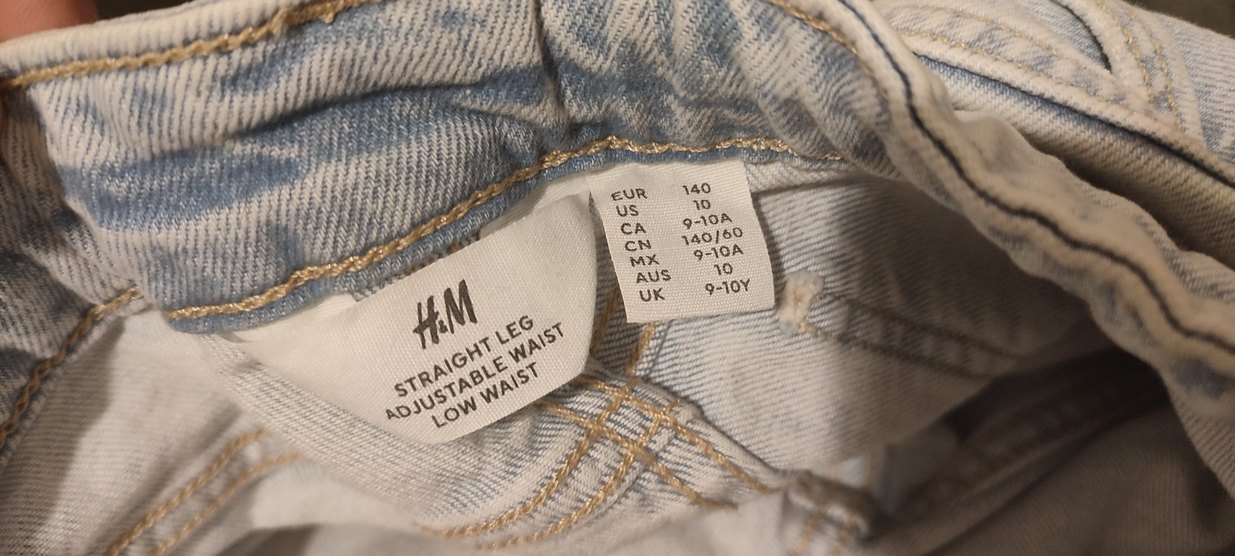 H&M
STRAIGHT LEG
ADJUSTABLE WAIST
LOW WAIST
EUR 140
US 10
CA 9-10A
CN 140/60
MX 9-10A
AUS 10
UK 9-10Y